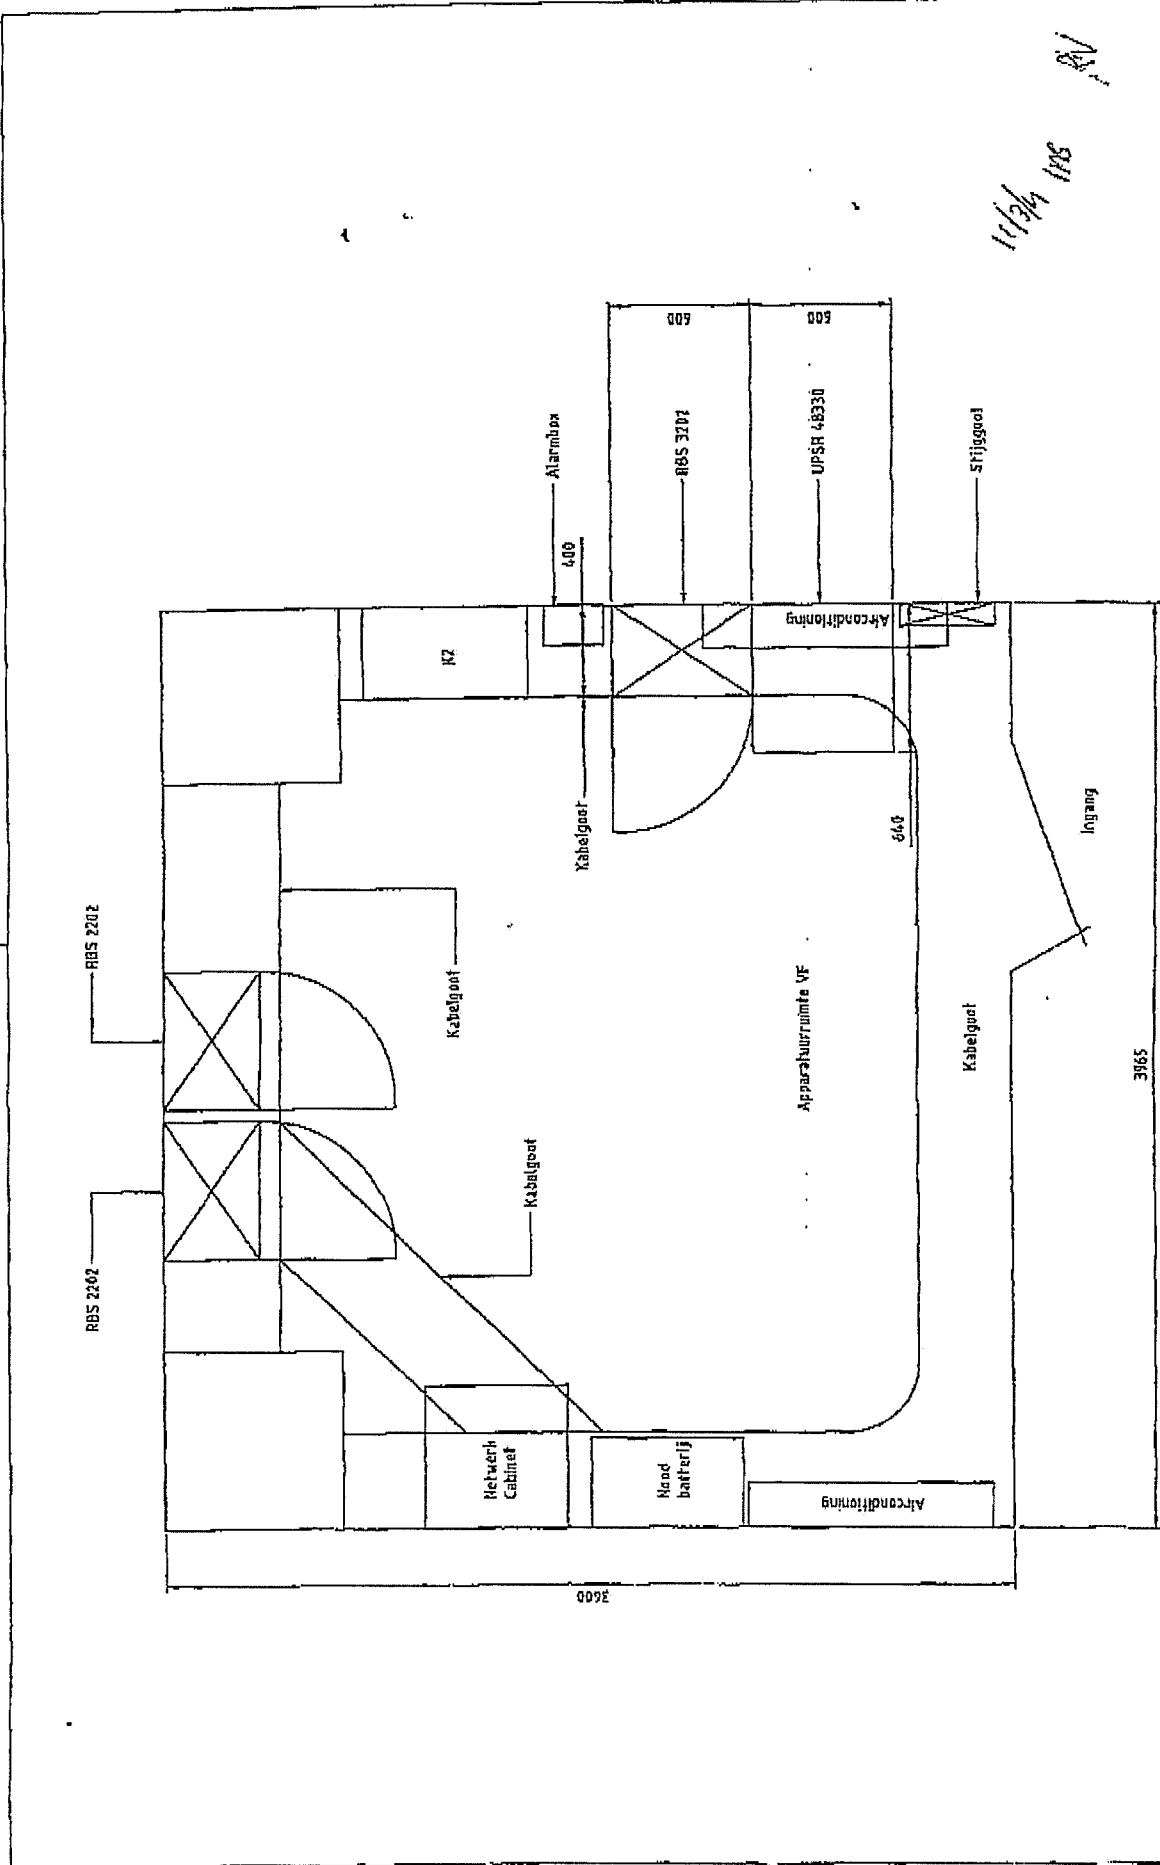 RBS 2202
RBS 2202
Kabelgoot
Kabelgoot
K2
Alarmbox
400
Kabelgoot
RBS 3202
600
UPSR 48330
600
Airconditioning
Stijggoot
640
Netwerk
Cabinet
Nood
batterij
Airconditioning
Apparatuurruimte VF
Kabelgoot
Ingang
3600
3965